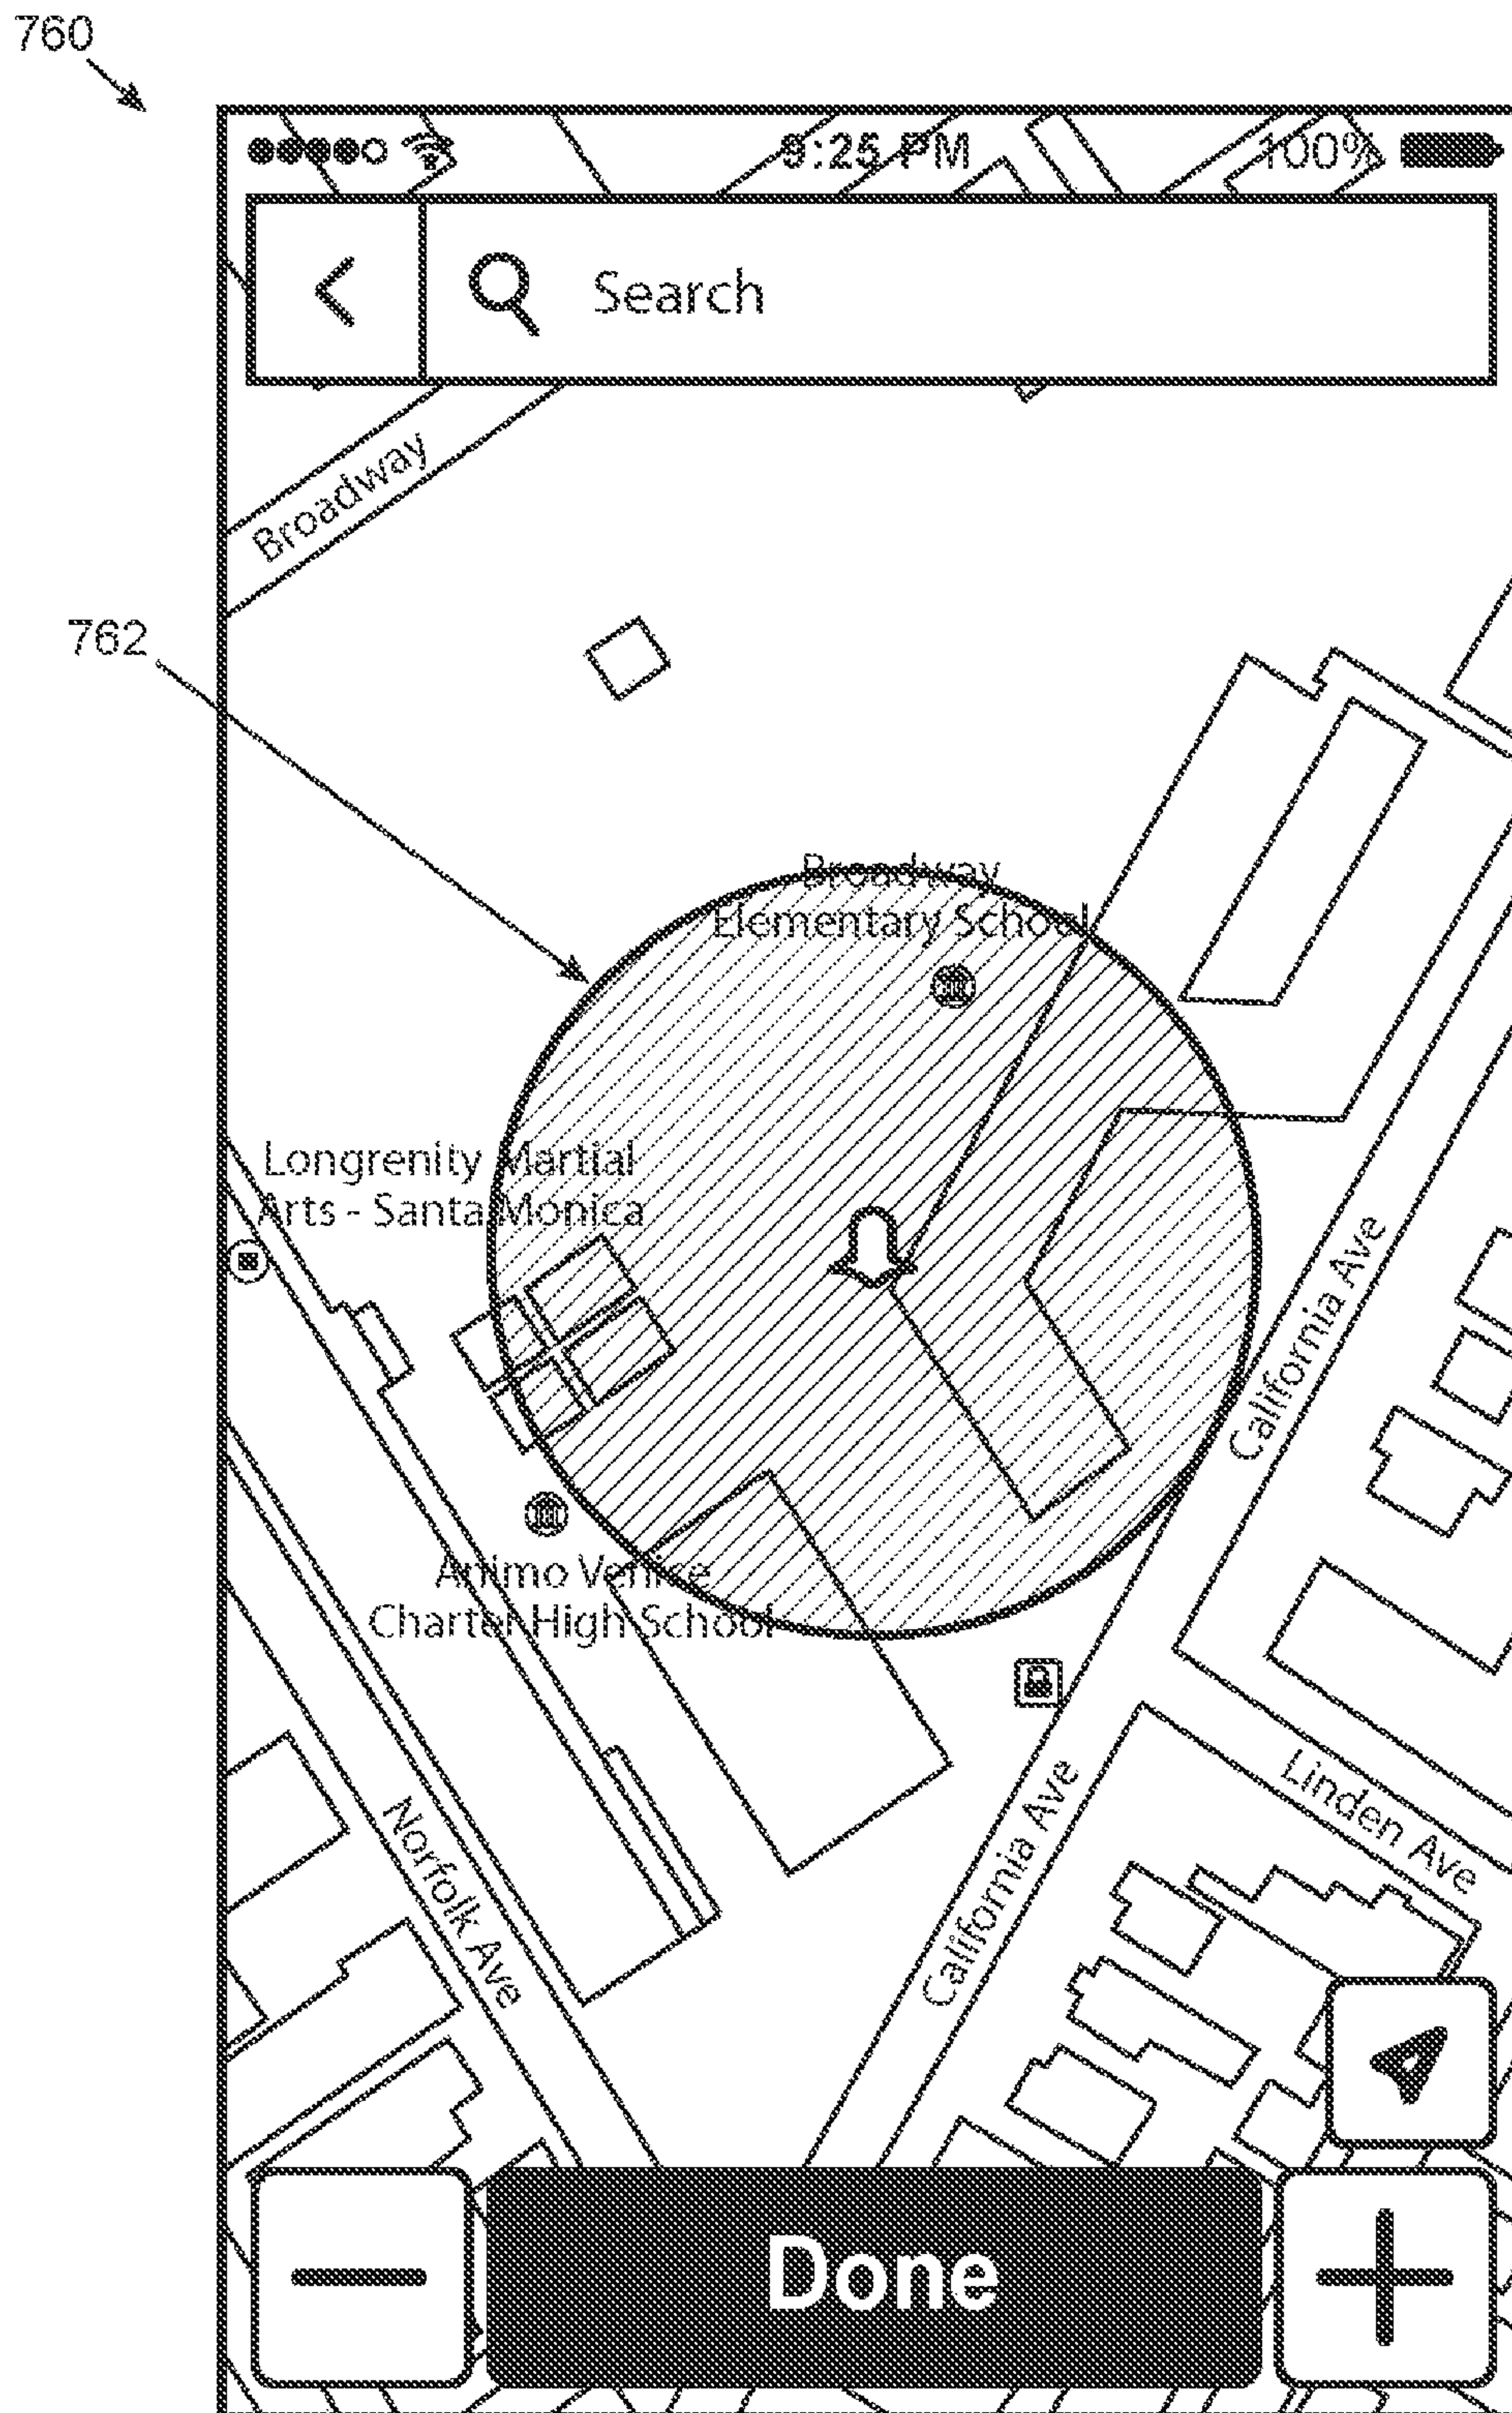 760
9:25 PM 100%
Search
Broadway
762
Broadway
Elementary School
Longrenity Martial
Arts - Santa Monica
California Ave
Animo Venice
Charter High School
Linden Ave
California Ave
Norfolk Ave
Done